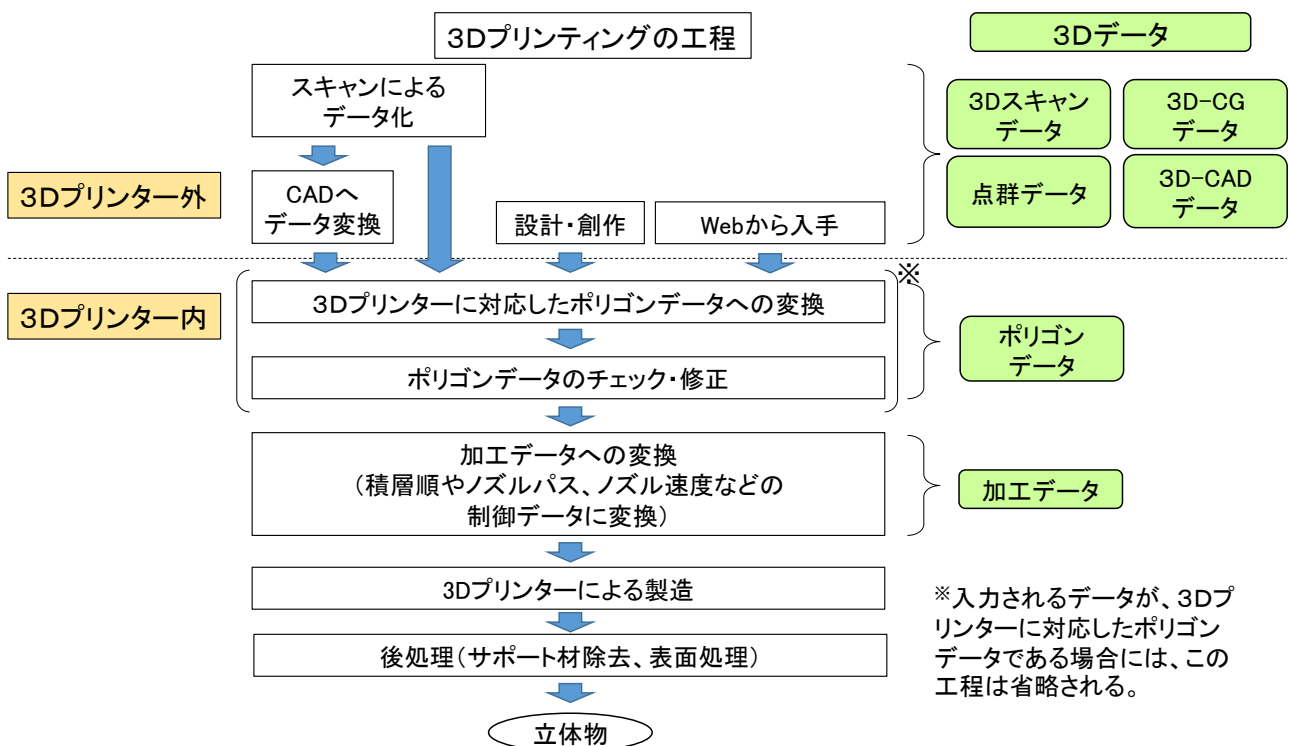 3Dプリンティングの工程
3Dデータ
スキャンによる
データ化
3Dスキャン
データ
3D-CG
データ
3Dプリンター外
CADへ
データ変換
設計・創作
Webから入手
点群データ
3D-CAD
データ
※
3Dプリンター内
3Dプリンターに対応したポリゴンデータへの変換
ポリゴンデータのチェック・修正
ポリゴン
データ
加工データへの変換
(積層順やノズルパス、ノズル速度などの
制御データに変換)
加工データ
3Dプリンターによる製造
後処理(サポート材除去、表面処理)
立体物
※入力されるデータが、3Dプ
リンターに対応したポリゴン
データである場合には、この
工程は省略される。